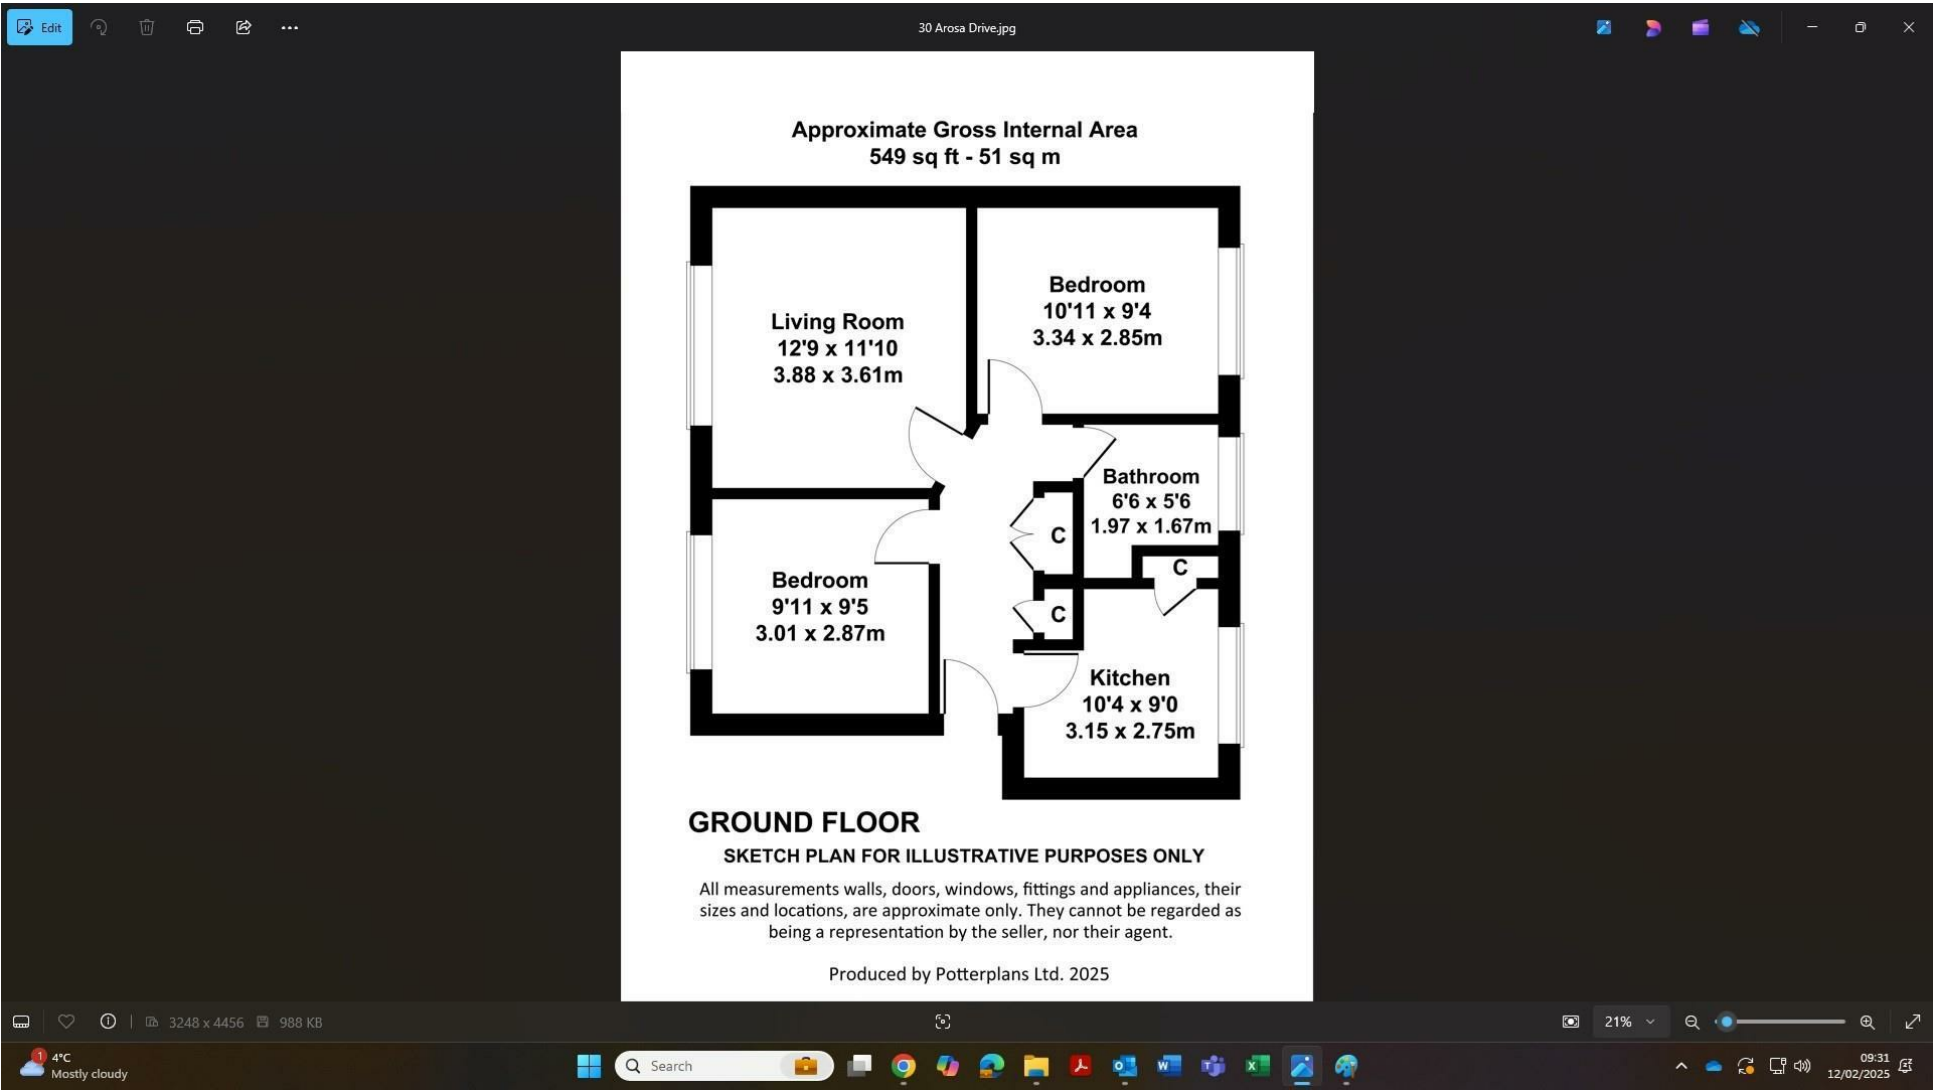 Edit
30 Arosa Drive.jpg
Approximate Gross Internal Area
549 sq ft - 51 sq m
Living Room
12'9 x 11'10
3.88 x 3.61m
Bedroom
10'11 x 9'4
3.34 x 2.85m
Bathroom
6'6 x 5'6
1.97 x 1.67m
C
C
C
Bedroom
9'11 x 9'5
3.01 x 2.87m
Kitchen
10'4 x 9'0
3.15 x 2.75m
GROUND FLOOR
SKETCH PLAN FOR ILLUSTRATIVE PURPOSES ONLY
All measurements walls, doors, windows, fittings and appliances, their
sizes and locations, are approximate only. They cannot be regarded as
being a representation by the seller, nor their agent.
Produced by Potterplans Ltd. 2025
3248 x 4456
988 KB
21%
1
4°C
Mostly cloudy
Search
09:31
12/02/2025